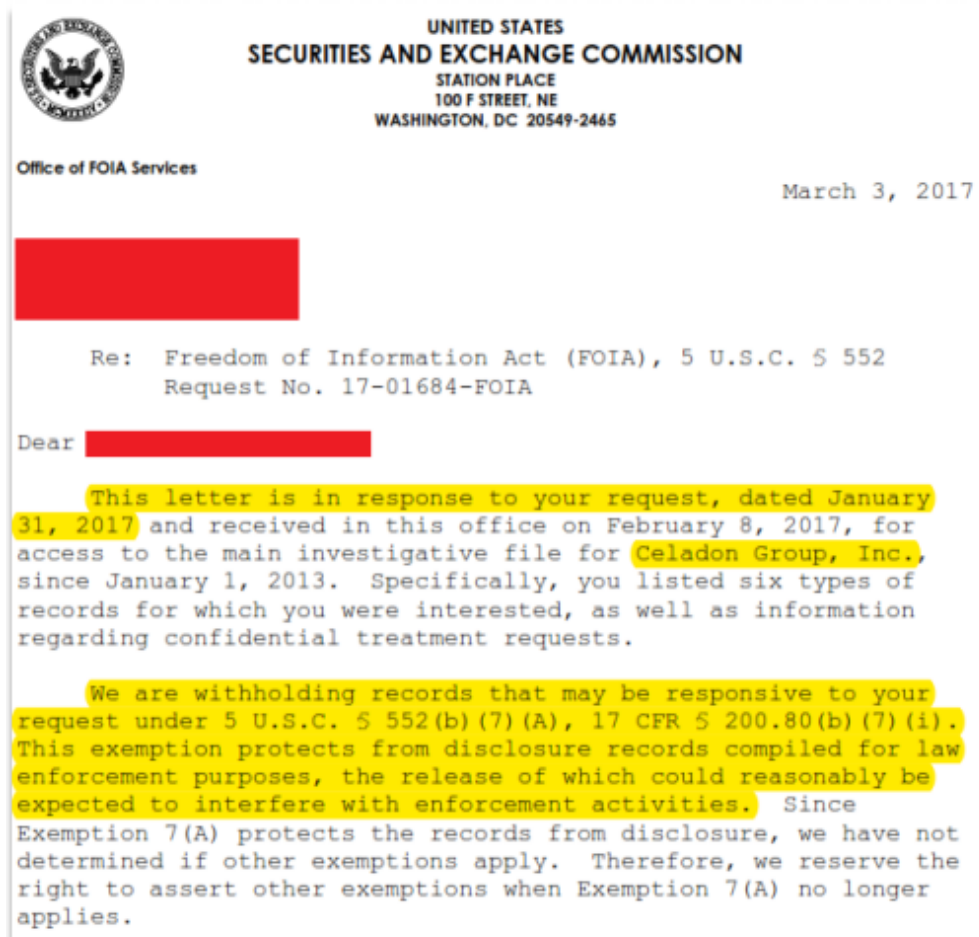 UNITED STATES
SECURITIES AND EXCHANGE COMMISSION
STATION PLACE
100 F STREET, NE
WASHINGTON, DC 20549-2465
Office of FOIA Services
March 3, 2017
Re: Freedom of Information Act (FOIA), 5 U.S.C. § 552
Request No. 17-01684-FOIA
Dear
This letter is in response to your request, dated January
31, 2017 and received in this office on February 8, 2017, for
access to the main investigative file for Celadon Group, Inc.,
since January 1, 2013. Specifically, you listed six types of
records for which you were interested, as well as information
regarding confidential treatment requests.
We are withholding records that may be responsive to your
request under 5 U.S.C. § 552(b)(7)(A), 17 CFR § 200.80(b)(7)(i).
This exemption protects from disclosure records compiled for law
enforcement purposes, the release of which could reasonably be
expected to interfere with enforcement activities. Since
Exemption 7(A) protects the records from disclosure, we have not
determined if other exemptions apply. Therefore, we reserve the
right to assert other exemptions when Exemption 7(A) no longer
applies.